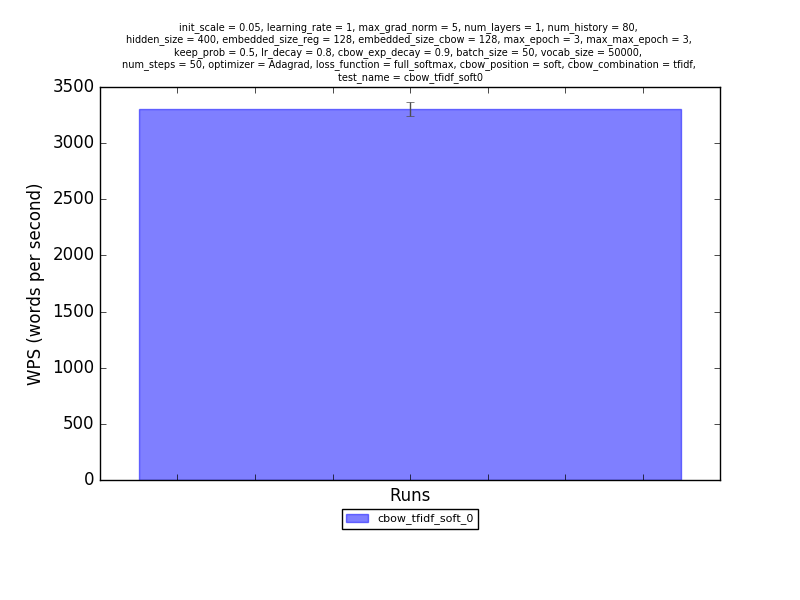 init_scale = 0.05, learning_rate = 1, max_grad_norm = 5, num_layers = 1, num_history = 80,
hidden_size = 400, embedded_size_reg = 128, embedded_size_cbow = 128, max_epoch = 3, max_max_epoch = 3,
keep_prob = 0.5, lr_decay = 0.8, cbow_exp_decay = 0.9, batch_size = 50, vocab_size = 50000,
num_steps = 50, optimizer = Adagrad, loss_function = full_softmax, cbow_position = soft, cbow_combination = tfidf,
test_name = cbow_tfidf_soft0
3500
3000
2500
2000
1500
1000
500
0
WPS (words per second)
Runs
cbow_tfidf_soft_0